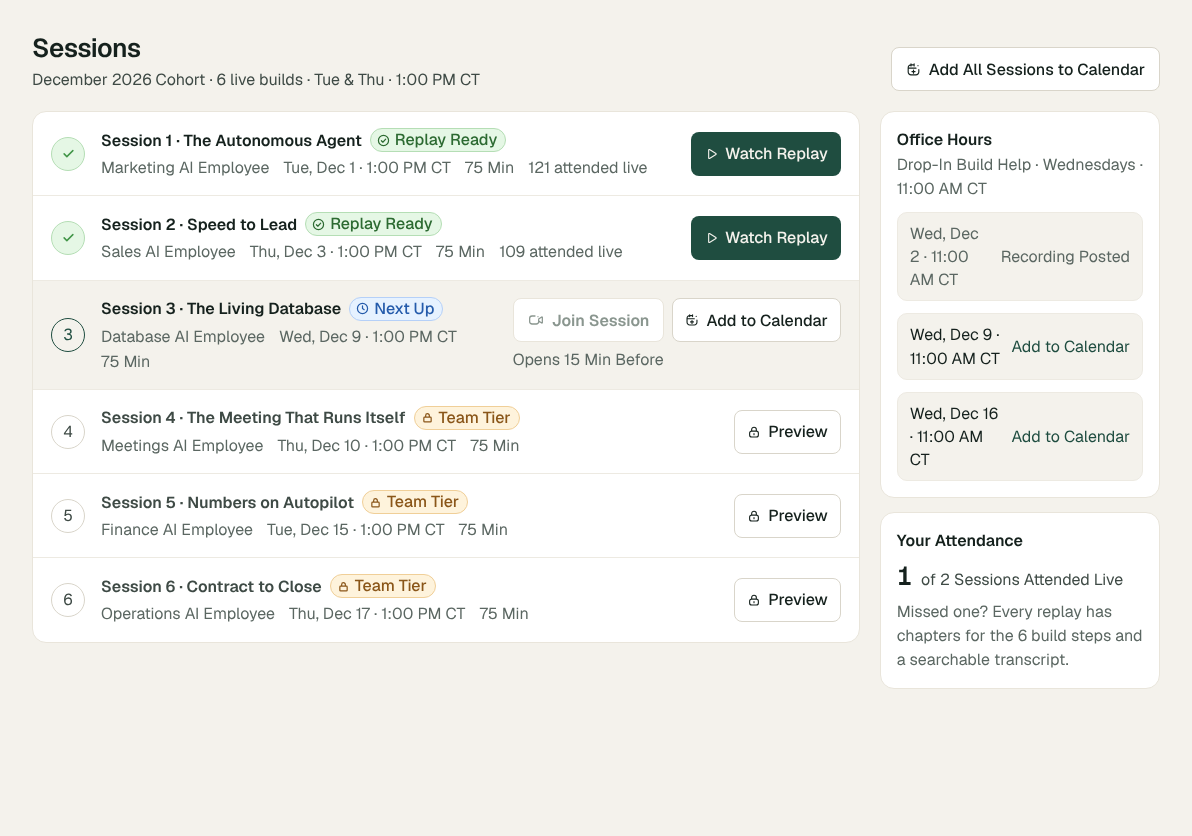 Sessions
December 2026 Cohort · 6 live builds · Tue & Thu · 1:00 PM CT
Add All Sessions to Calendar
Session 1 · The Autonomous Agent
Replay Ready
Marketing AI Employee Tue, Dec 1 · 1:00 PM CT 75 Min 121 attended live
Watch Replay
Session 2 · Speed to Lead
Replay Ready
Sales AI Employee Thu, Dec 3 · 1:00 PM CT 75 Min 109 attended live
Watch Replay
3
Session 3 · The Living Database
Next Up
Database AI Employee Wed, Dec 9 · 1:00 PM CT
75 Min
Join Session
Add to Calendar
Opens 15 Min Before
4
Session 4 · The Meeting That Runs Itself
Team Tier
Meetings AI Employee Thu, Dec 10 · 1:00 PM CT 75 Min
Preview
5
Session 5 · Numbers on Autopilot
Team Tier
Finance AI Employee Tue, Dec 15 · 1:00 PM CT 75 Min
Preview
6
Session 6 · Contract to Close
Team Tier
Operations AI Employee Thu, Dec 17 · 1:00 PM CT 75 Min
Preview
Office Hours
Drop-In Build Help · Wednesdays ·
11:00 AM CT
Wed, Dec
2 · 11:00
AM CT
Recording Posted
Wed, Dec 9 ·
11:00 AM CT
Add to Calendar
Wed, Dec 16
· 11:00 AM
CT
Add to Calendar
Your Attendance
1 of 2 Sessions Attended Live
Missed one? Every replay has
chapters for the 6 build steps and
a searchable transcript.